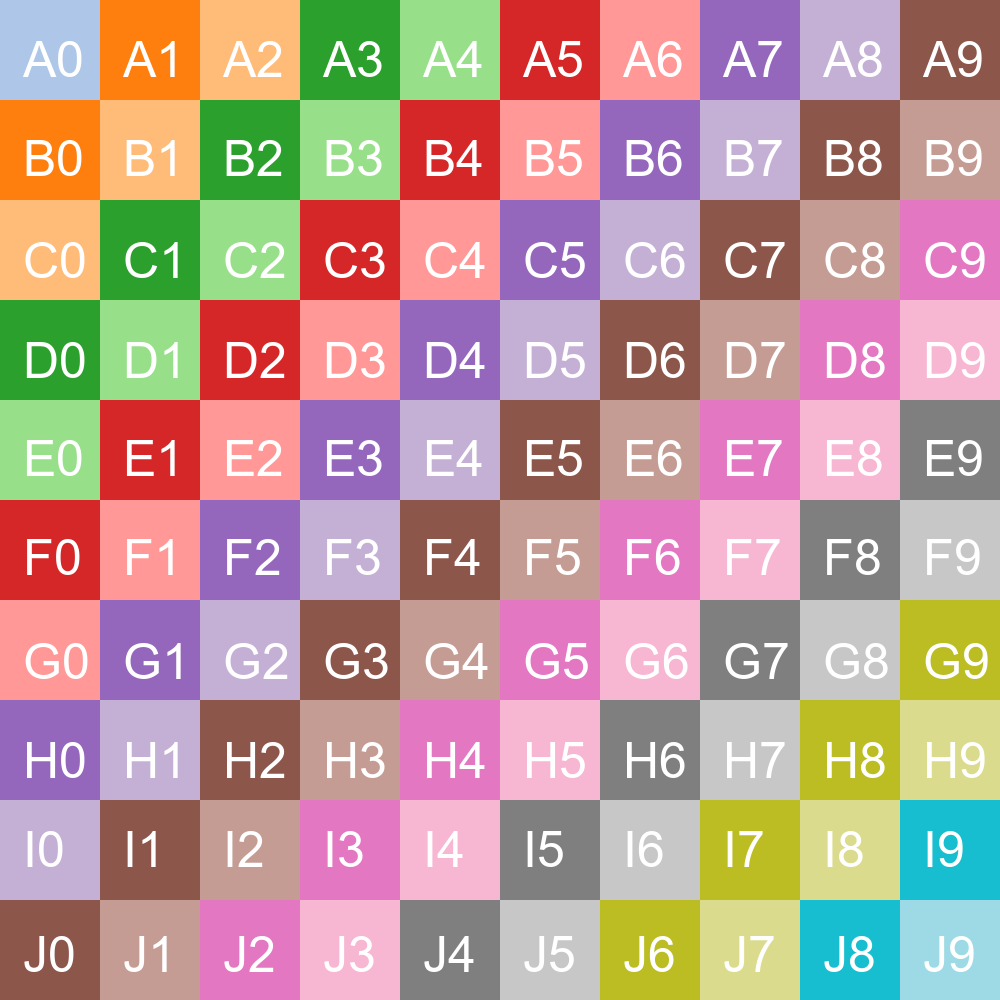 A0 A1 A2 A3 A4 A5 A6 A7 A8 A9
B0 B1 B2 B3 B4 B5 B6 B7 B8 B9
C0 C1 C2 C3 C4 C5 C6 C7 C8 C9
D0 D1 D2 D3 D4 D5 D6 D7 D8 D9
E0 E1 E2 E3 E4 E5 E6 E7 E8 E9
F0 F1 F2 F3 F4 F5 F6 F7 F8 F9
G0 G1 G2 G3 G4 G5 G6 G7 G8 G9
H0 H1 H2 H3 H4 H5 H6 H7 H8 H9
I0 I1 I2 I3 I4 I5 I6 I7 I8 I9
J0 J1 J2 J3 J4 J5 J6 J7 J8 J9